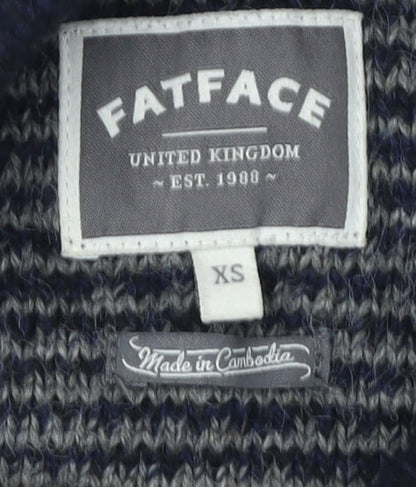 FATFACE
UNITED KINGDOM
~ EST. 1988 ~
XS
Made in Cambodia